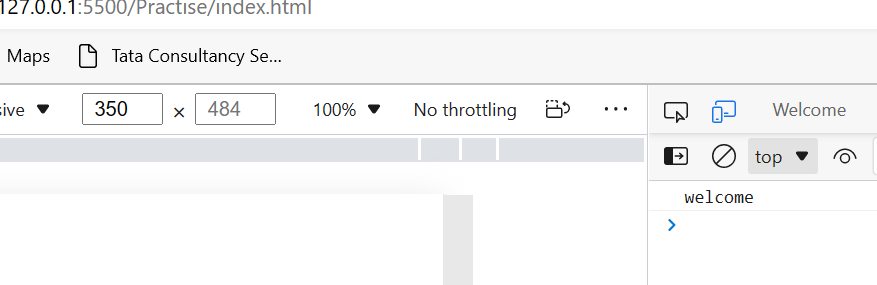 127.0.0.1:5500/Practise/index.html
Maps Tata Consultancy Se...
sive 350 × 484 100% No throttling Welcome
top
welcome